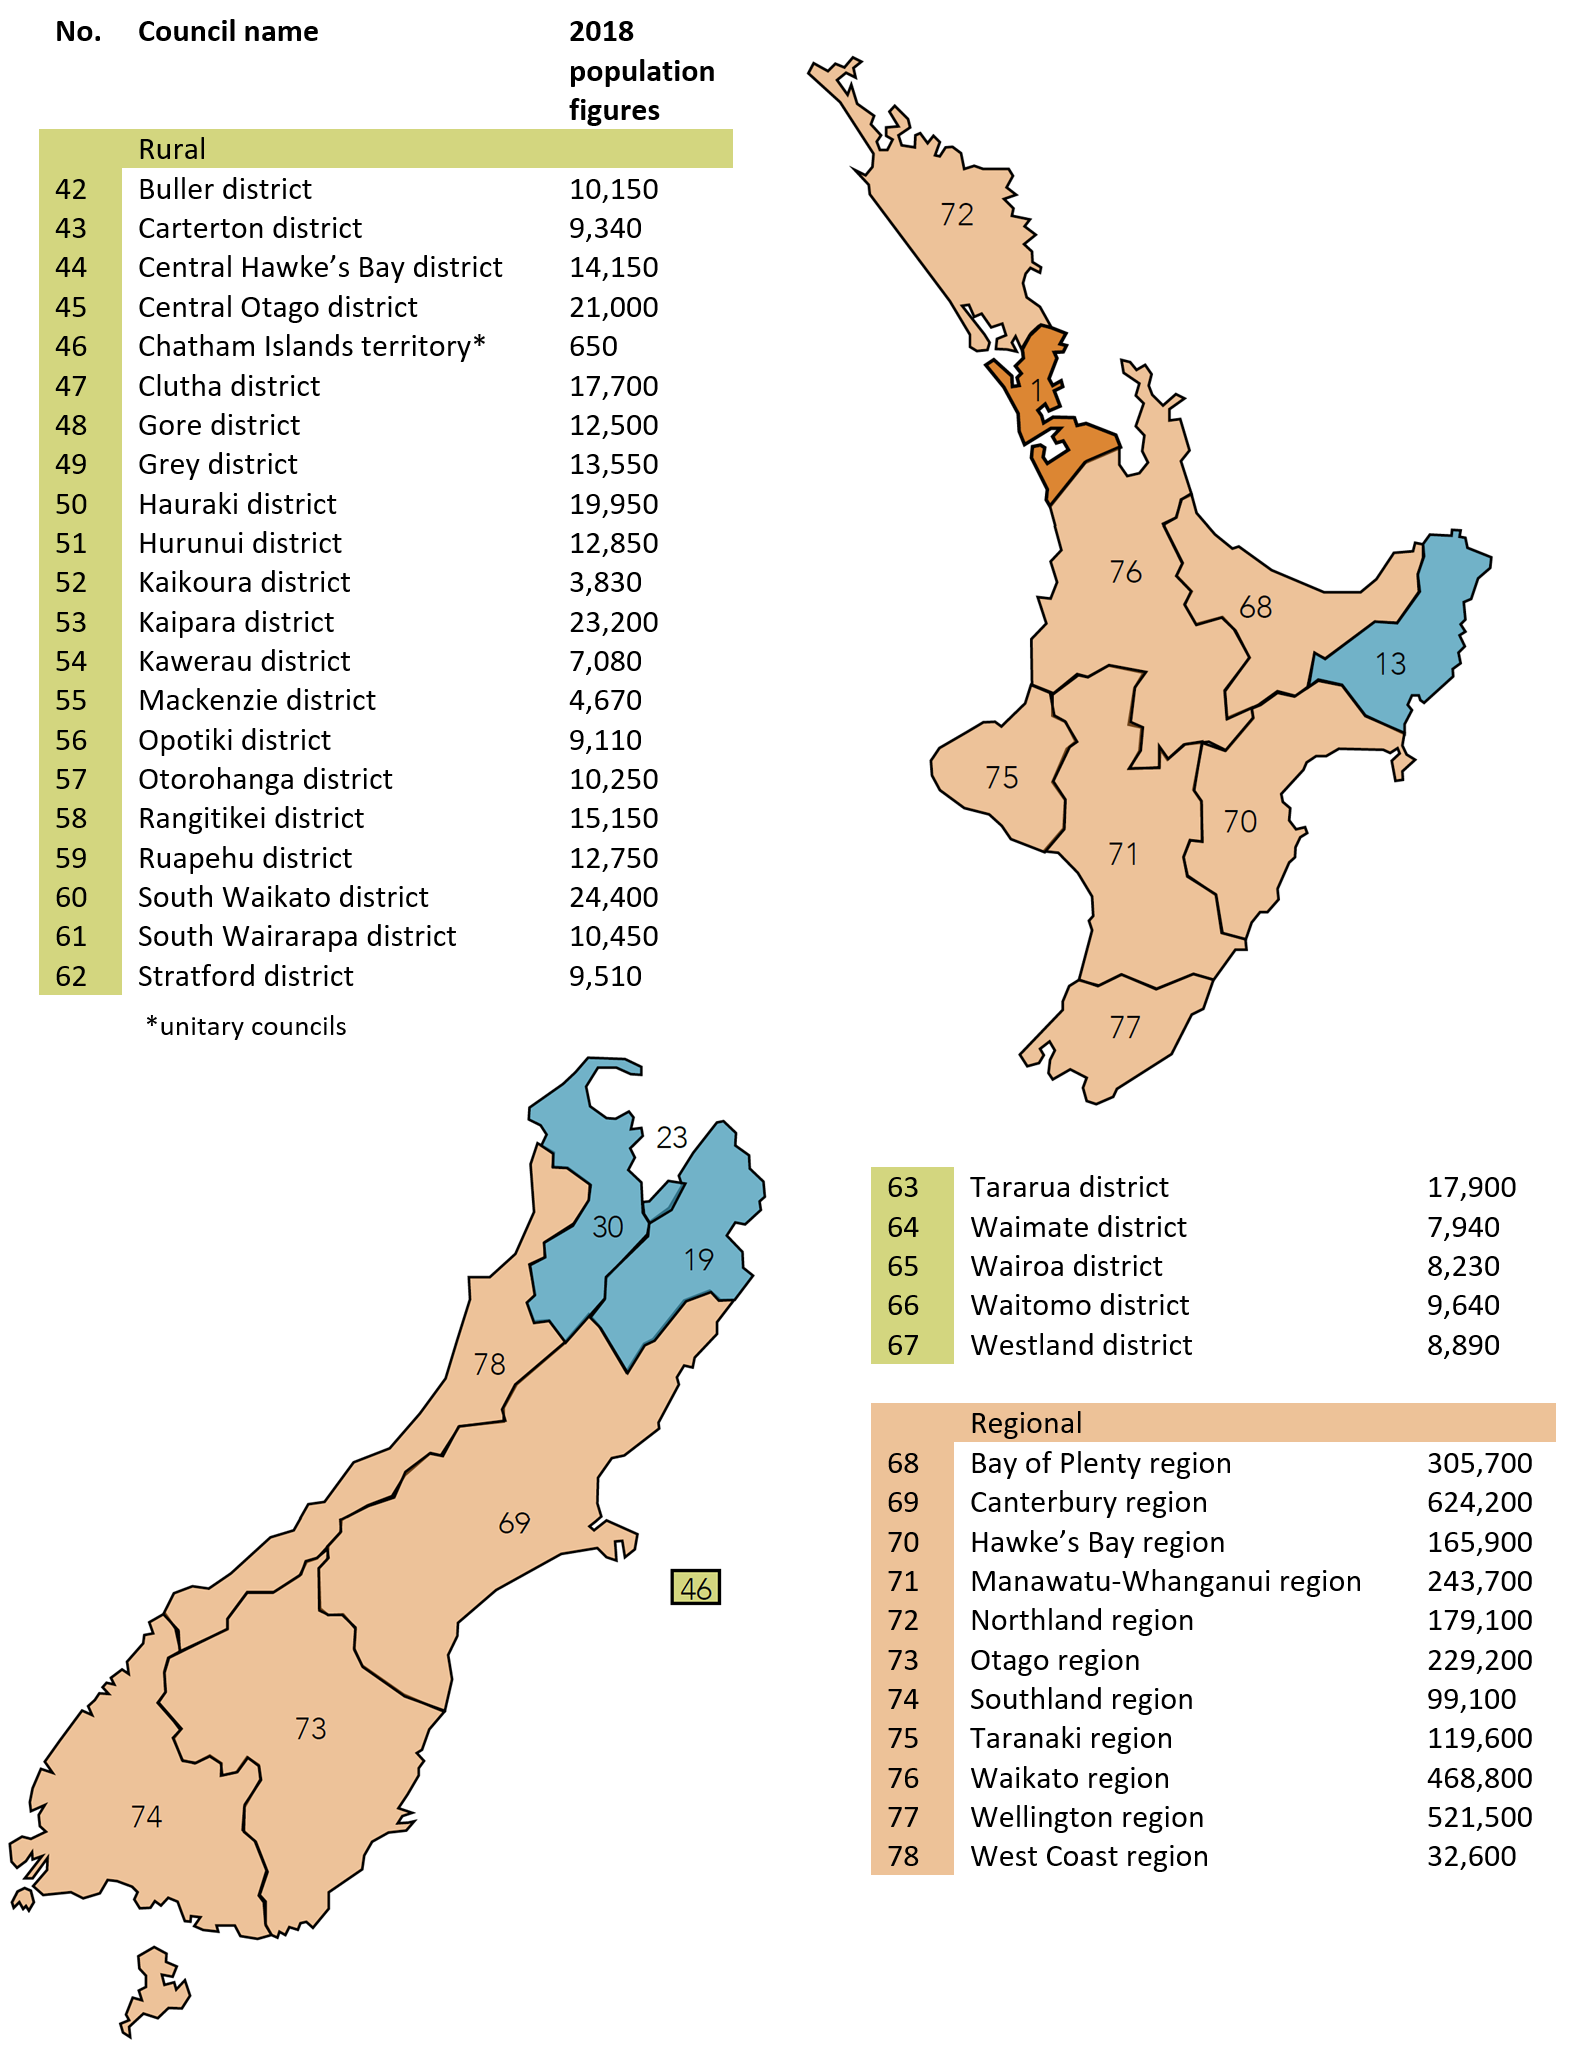 No. Council name 2018
population
figures
Rural
42 Buller district 10,150
43 Carterton district 9,340
44 Central Hawke’s Bay district 14,150
45 Central Otago district 21,000
46 Chatham Islands territory* 650
47 Clutha district 17,700
48 Gore district 12,500
49 Grey district 13,550
50 Hauraki district 19,950
51 Hurunui district 12,850
52 Kaikoura district 3,830
53 Kaipara district 23,200
54 Kawerau district 7,080
55 Mackenzie district 4,670
56 Opotiki district 9,110
57 Otorohanga district 10,250
58 Rangitikei district 15,150
59 Ruapehu district 12,750
60 South Waikato district 24,400
61 South Wairarapa district 10,450
62 Stratford district 9,510
*unitary councils
72
1
76
68
13
75
70
71
77
23
30
19
78
69
46
73
74
63 Tararua district 17,900
64 Waimate district 7,940
65 Wairoa district 8,230
66 Waitomo district 9,640
67 Westland district 8,890
Regional
68 Bay of Plenty region 305,700
69 Canterbury region 624,200
70 Hawke’s Bay region 165,900
71 Manawatu-Whanganui region 243,700
72 Northland region 179,100
73 Otago region 229,200
74 Southland region 99,100
75 Taranaki region 119,600
76 Waikato region 468,800
77 Wellington region 521,500
78 West Coast region 32,600